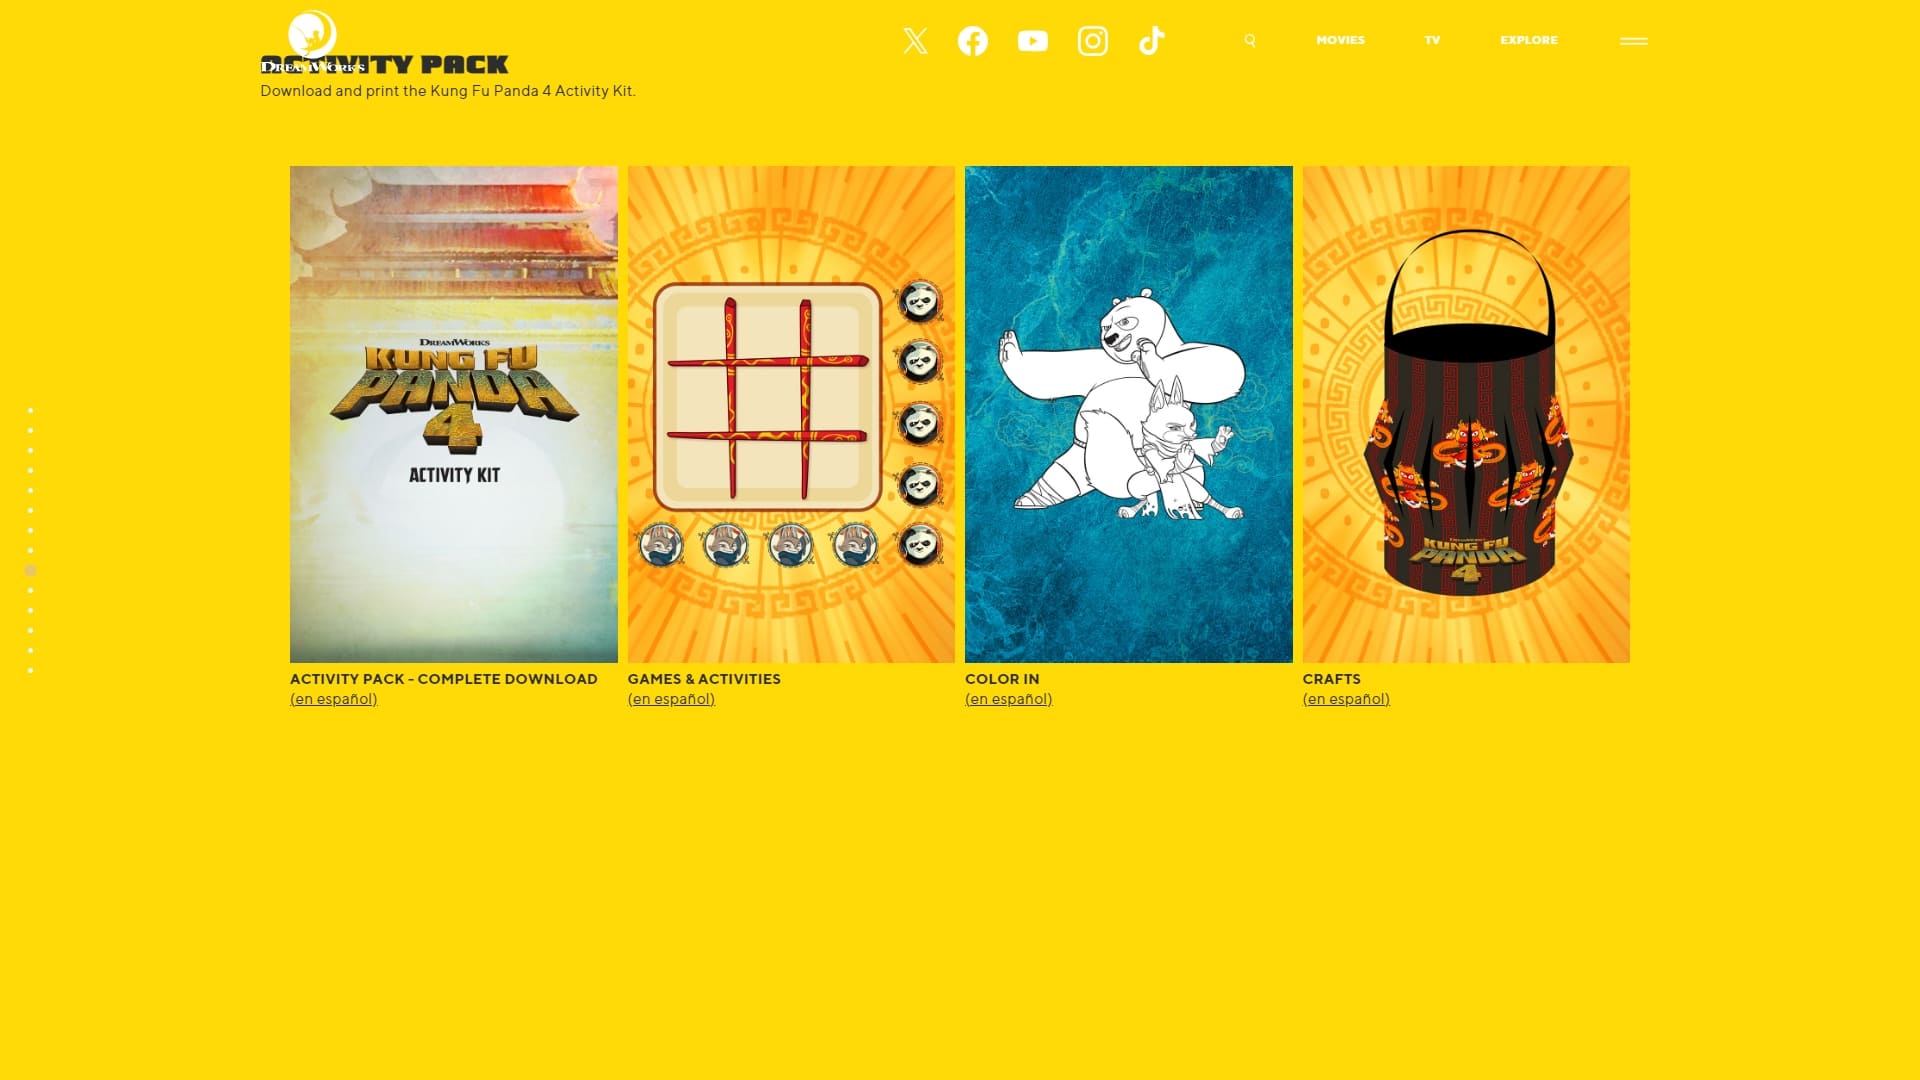 DREAMWORKS
MOVIES
TV
EXPLORE
ACTIVITY PACK
Download and print the Kung Fu Panda 4 Activity Kit.
DREAMWORKS
KUNG FU
PANDA
4
ACTIVITY KIT
DREAMWORKS
KUNG FU
PANDA
4
ACTIVITY PACK - COMPLETE DOWNLOAD
(en español)
GAMES & ACTIVITIES
(en español)
COLOR IN
(en español)
CRAFTS
(en español)